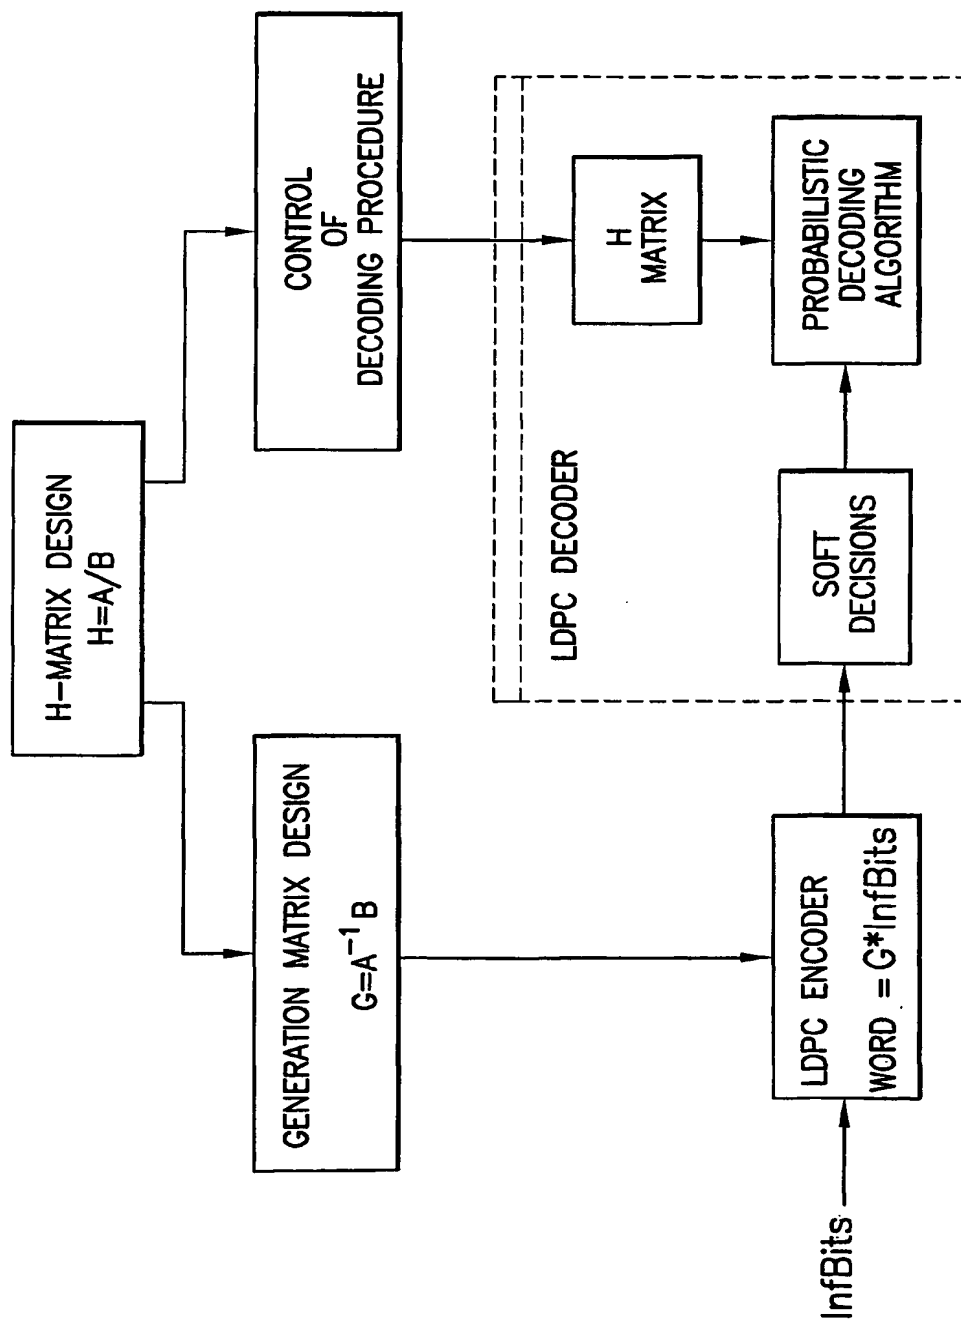 H-MATRIX DESIGN
H=A/B
GENERATION MATRIX DESIGN
G=A⁻¹B
CONTROL
OF
DECODING PROCEDURE
LDPC DECODER
H
MATRIX
InfBits
LDPC ENCODER
WORD = G*InfBits
SOFT
DECISIONS
PROBABILISTIC
DECODING
ALGORITHM